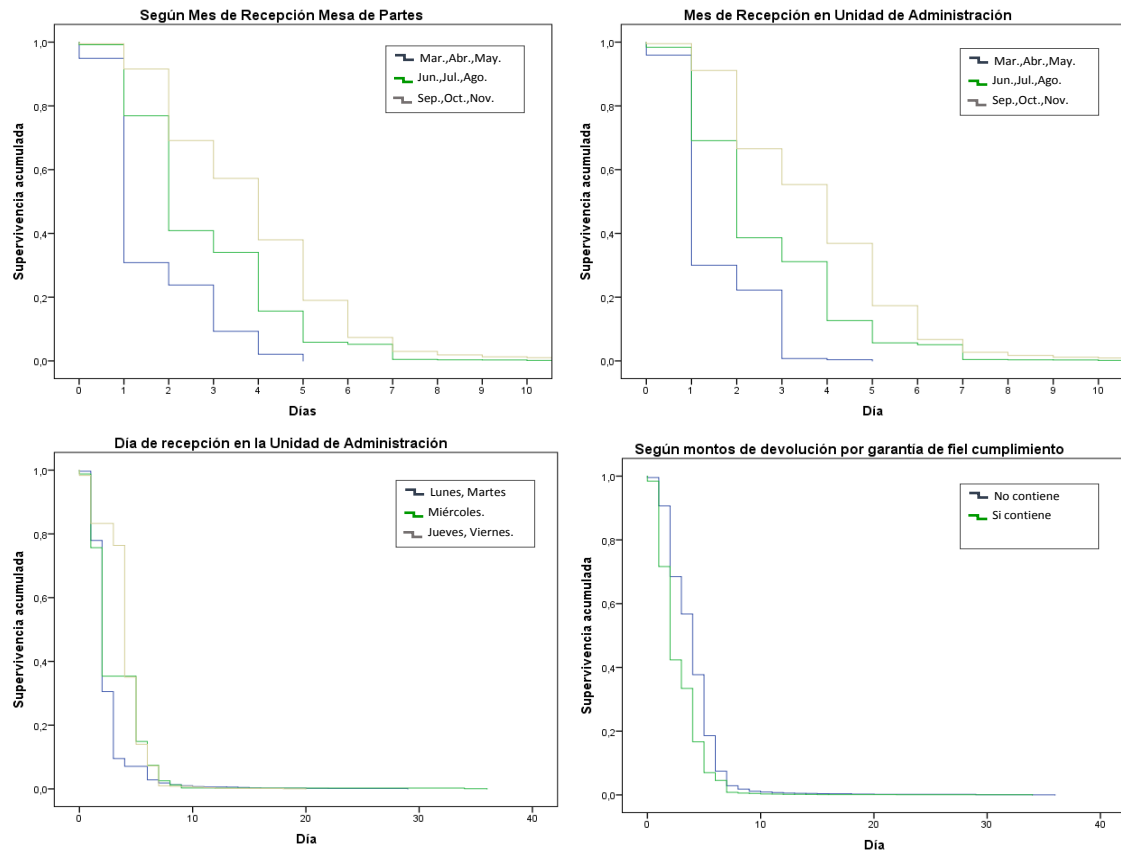 Según Mes de Recepción Mesa de Partes
Supervivencia acumulada
1,0
0,8
0,6
0,4
0,2
0,0
Mar.,Abr.,May.
Jun.,Jul.,Ago.
Sep.,Oct.,Nov.
0 1 2 3 4 5 6 7 8 9 10
Días
Mes de Recepción en Unidad de Administración
Supervivencia acumulada
1,0
0,8
0,6
0,4
0,2
0,0
Mar.,Abr.,May.
Jun.,Jul.,Ago.
Sep.,Oct.,Nov.
0 1 2 3 4 5 6 7 8 9 10
Día
Día de recepción en la Unidad de Administración
Supervivencia acumulada
1,0
0,8
0,6
0,4
0,2
0,0
Lunes, Martes
Miércoles.
Jueves, Viernes.
0 10 20 30 40
Día
Según montos de devolución por garantía de fiel cumplimiento
Supervivencia acumulada
1,0
0,8
0,6
0,4
0,2
0,0
No contiene
Si contiene
0 10 20 30 40
Día